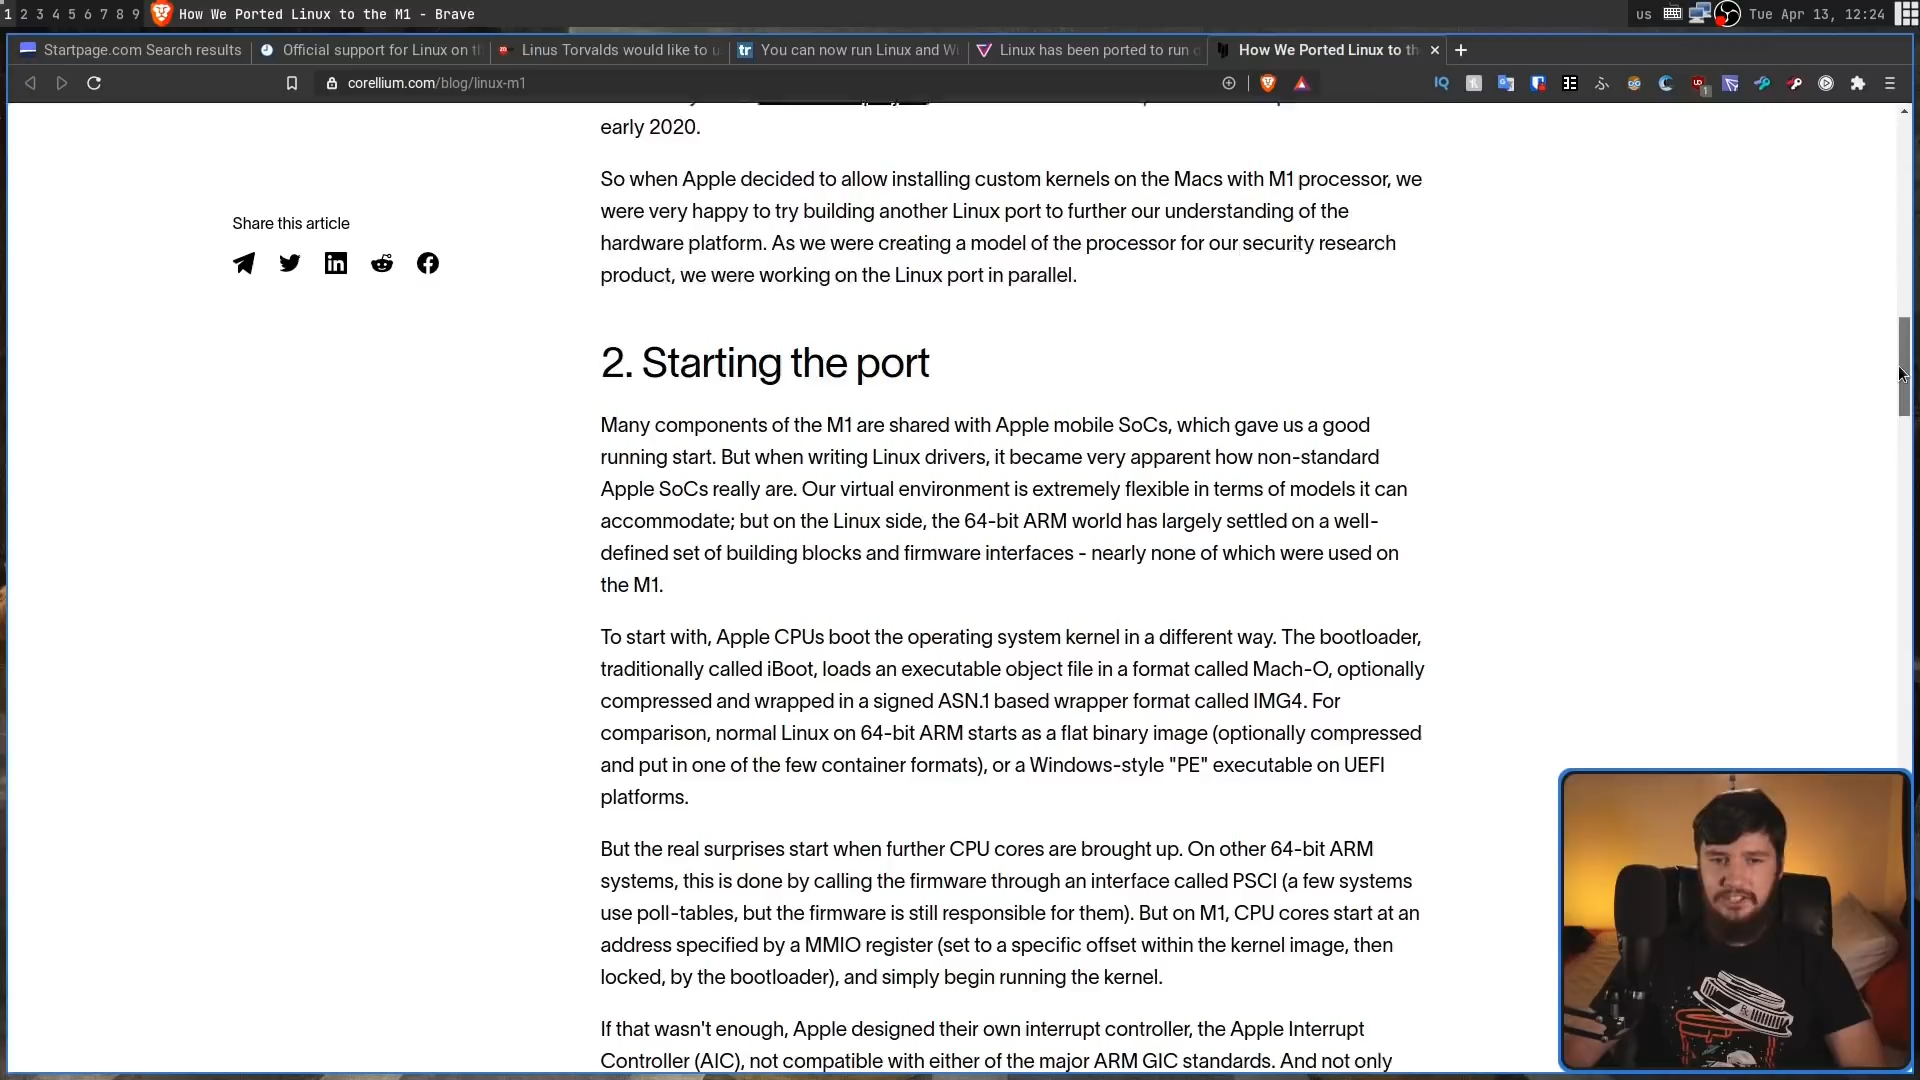 1 2 3 4 5 6 7 8 9 How We Ported Linux to the M1 - Brave
us Tue Apr 13, 12:24
Startpage.com Search results
Official support for Linux on t
Linus Torvalds would like to u
You can now run Linux and Wi
Linux has been ported to run o
How We Ported Linux to th
corellium.com/blog/linux-m1
early 2020.
So when Apple decided to allow installing custom kernels on the Macs with M1 processor, we
were very happy to try building another Linux port to further our understanding of the
hardware platform. As we were creating a model of the processor for our security research
product, we were working on the Linux port in parallel.
Share this article
2. Starting the port
Many components of the M1 are shared with Apple mobile SoCs, which gave us a good
running start. But when writing Linux drivers, it became very apparent how non-standard
Apple SoCs really are. Our virtual environment is extremely flexible in terms of models it can
accommodate; but on the Linux side, the 64-bit ARM world has largely settled on a well-
defined set of building blocks and firmware interfaces - nearly none of which were used on
the M1.
To start with, Apple CPUs boot the operating system kernel in a different way. The bootloader,
traditionally called iBoot, loads an executable object file in a format called Mach-O, optionally
compressed and wrapped in a signed ASN.1 based wrapper format called IMG4. For
comparison, normal Linux on 64-bit ARM starts as a flat binary image (optionally compressed
and put in one of the few container formats), or a Windows-style "PE" executable on UEFI
platforms.
But the real surprises start when further CPU cores are brought up. On other 64-bit ARM
systems, this is done by calling the firmware through an interface called PSCI (a few systems
use poll-tables, but the firmware is still responsible for them). But on M1, CPU cores start at an
address specified by a MMIO register (set to a specific offset within the kernel image, then
locked, by the bootloader), and simply begin running the kernel.
If that wasn't enough, Apple designed their own interrupt controller, the Apple Interrupt
Controller (AIC), not compatible with either of the major ARM GIC standards. And not only